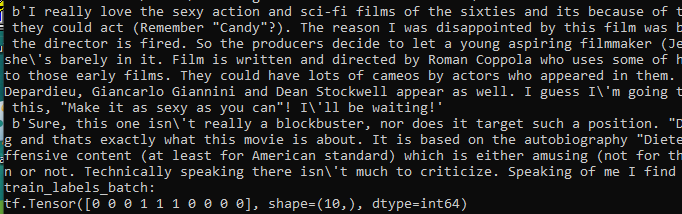 b'I really love the sexy action and sci-fi films of the sixties and its because of t
they could act (Remember "Candy"?). The reason I was disappointed by this film was b
the director is fired. So the producers decide to let a young aspiring filmmaker (Je
she\'s barely in it. Film is written and directed by Roman Coppola who uses some of h
to those early films. They could have lots of cameos by actors who appeared in them.
Depardieu, Giancarlo Giannini and Dean Stockwell appear as well. I guess I\'m going t
this, "Make it as sexy as you can"! I\'ll be waiting!'
b'Sure, this one isn\'t really a blockbuster, nor does it target such a position. "D
g and thats exactly what this movie is about. It is based on the autobiography "Diete
ffensive content (at least for American standard) which is either amusing (not for th
n or not. Technically speaking there isn\'t much to criticize. Speaking of me I find
train_labels_batch:
tf.Tensor([0 0 0 1 1 1 0 0 0 0], shape=(10,), dtype=int64)